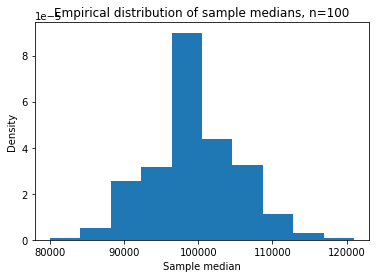 Empirical distribution of sample medians, n=100
1e−5
8
6
4
2
0
Density
80000 90000 100000 110000 120000
Sample median